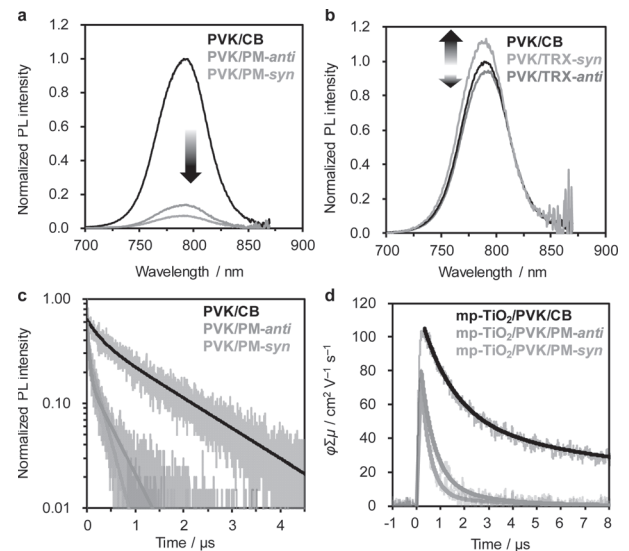 a
1.2
1.0
0.8
0.6
0.4
0.2
0.0
Normalized PL intensity
PVK/CB
PVK/PM-anti
PVK/PM-syn
700 750 800 850 900
Wavelength / nm
b
1.2
1.0
0.8
0.6
0.4
0.2
0.0
Normalized PL intensity
PVK/CB
PVK/TRX-syn
PVK/TRX-anti
700 750 800 850 900
Wavelength / nm
c
1.00
0.10
0.01
Normalized PL intensity
PVK/CB
PVK/PM-anti
PVK/PM-syn
0 1 2 3 4
Time / μs
d
120
100
80
60
40
20
0
φΣμ / cm² V⁻¹ s⁻¹
mp-TiO₂/PVK/CB
mp-TiO₂/PVK/PM-anti
mp-TiO₂/PVK/PM-syn
-1 0 1 2 3 4 5 6 7 8
Time / μs